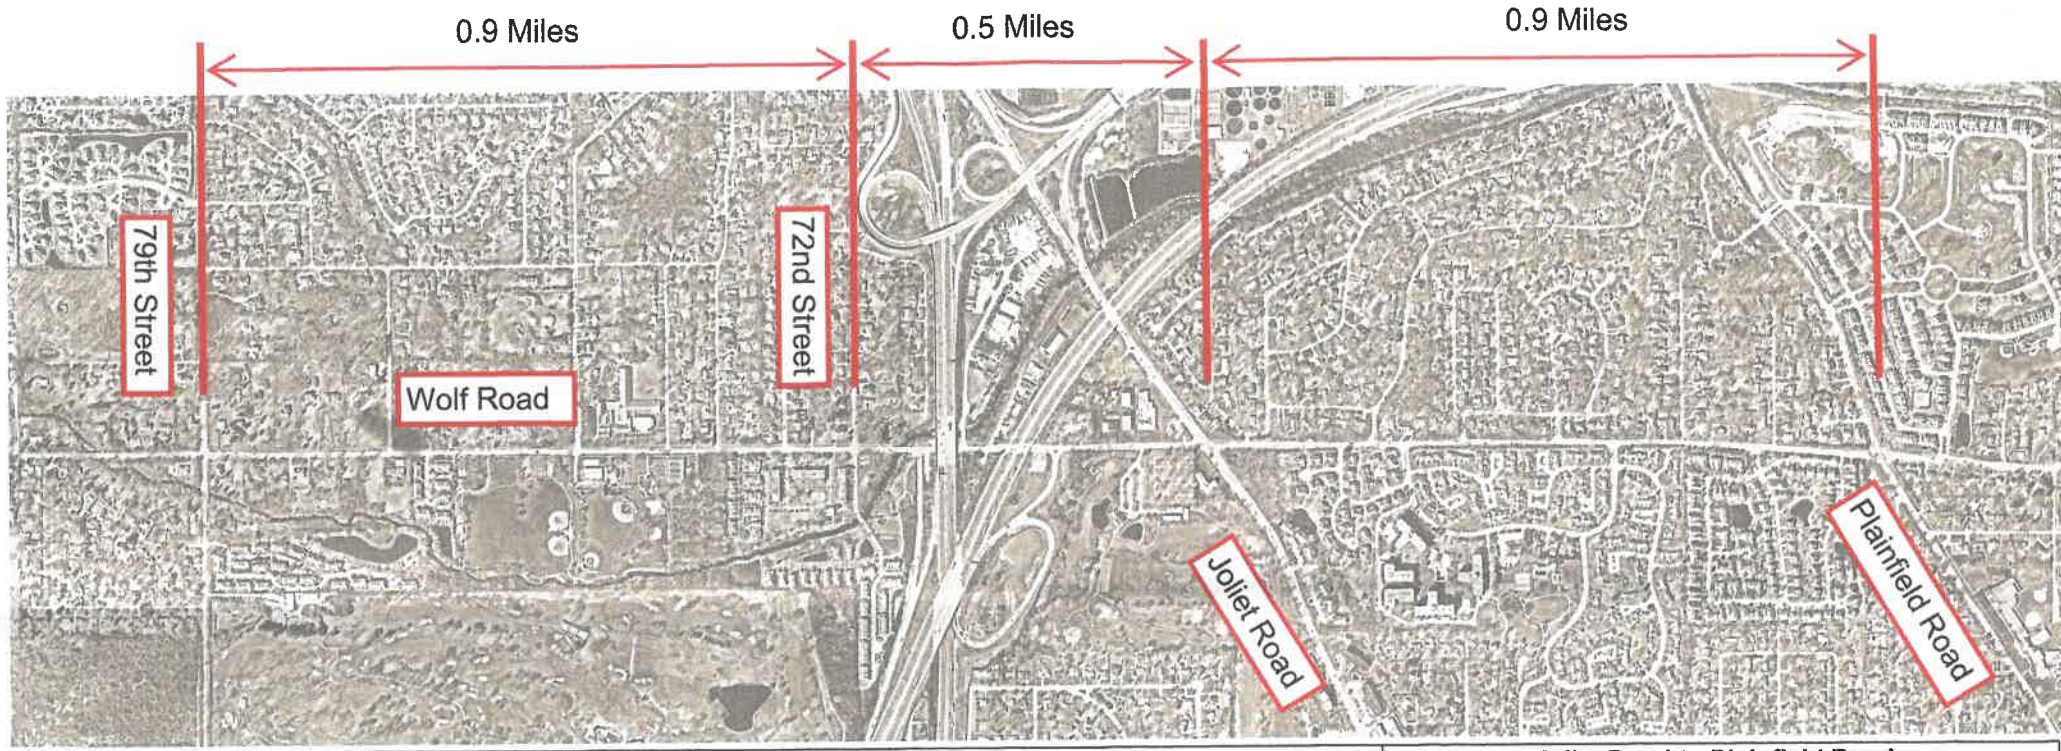 0.9 Miles
0.5 Miles
0.9 Miles
79th Street
72nd Street
Wolf Road
Joliet Road
Plainfield Road